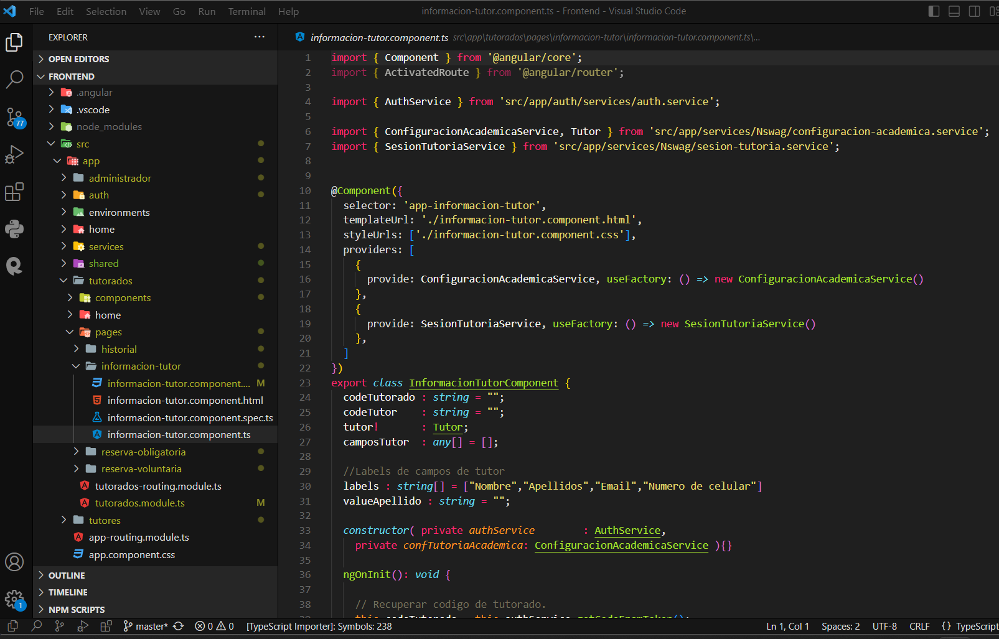 File Edit Selection View Go Run Terminal Help
informacion-tutor.component.ts - Frontend - Visual Studio Code
EXPLORER ···
OPEN EDITORS
FRONTEND
.angular
.vscode
node_modules
src
app
administrador
auth
environments
home
services
shared
tutorados
components
home
pages
historial
informacion-tutor
informacion-tutor.component.... M
informacion-tutor.component.html
informacion-tutor.component.spec.ts
informacion-tutor.component.ts
reserva-obligatoria
reserva-voluntaria
tutorados-routing.module.ts
tutorados.module.ts M
tutores
app-routing.module.ts
app.component.css
OUTLINE
TIMELINE
NPM SCRIPTS
77
1
informacion-tutor.component.ts src\app\tutorados\pages\informacion-tutor\informacion-tutor.component.ts\...
1 import { Component } from '@angular/core';
2 import { ActivatedRoute } from '@angular/router';
3
4 import { AuthService } from 'src/app/auth/services/auth.service';
5
6 import { ConfiguracionAcademicaService, Tutor } from 'src/app/services/Nswag/configuracion-academica.service';
7 import { SesionTutoriaService } from 'src/app/services/Nswag/sesion-tutoria.service';
8
9
10 @Component({
11 selector: 'app-informacion-tutor',
12 templateUrl: './informacion-tutor.component.html',
13 styleUrls: ['./informacion-tutor.component.css'],
14 providers: [
15 {
16 provide: ConfiguracionAcademicaService, useFactory: () => new ConfiguracionAcademicaService()
17 },
18 {
19 provide: SesionTutoriaService, useFactory: () => new SesionTutoriaService()
20 },
21 ]
22 })
23 export class InformacionTutorComponent {
24 codeTutorado : string = "";
25 codeTutor : string = "";
26 tutor! : Tutor;
27 camposTutor : any[] = [];
28
29 //Labels de campos de tutor
30 labels : string[] = ["Nombre","Apellidos","Email","Numero de celular"]
31 valueApellido : string = "";
32
33 constructor( private authService : AuthService,
34 private confTutoriaAcademica: ConfiguracionAcademicaService ){}
35
36 ngOnInit(): void {
37
38 // Recuperar codigo de tutorado.
master* 0 0 [TypeScript Importer]: Symbols: 238
Ln 1, Col 1 Spaces: 2 UTF-8 CRLF {} TypeScript